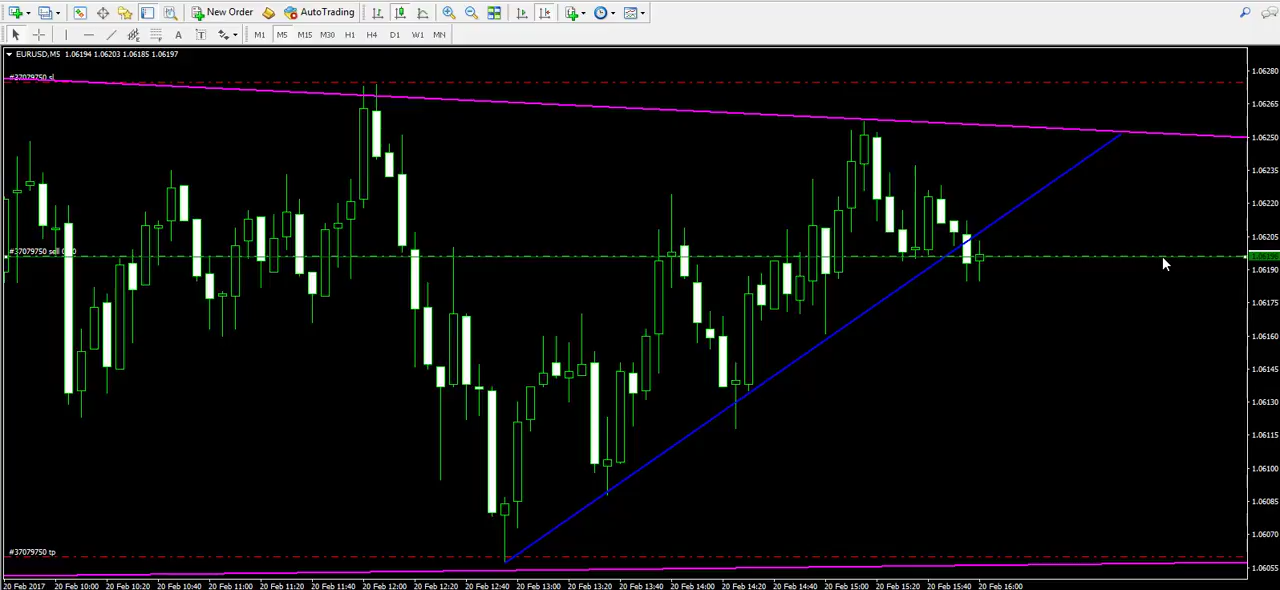 New Order AutoTrading
A T M1 M5 M15 M30 H1 H4 D1 W1 MN
EURUSD,M5 1.06194 1.06203 1.06185 1.06197
#37079750 sl
#37079750 sell
#37079750 tp
1.06280
1.06265
1.06250
1.06235
1.06220
1.06205
1.06190
1.06175
1.06160
1.06145
1.06130
1.06115
1.06100
1.06085
1.06070
1.06055
20 Feb 2017 20 Feb 10:00 20 Feb 10:20 20 Feb 10:40 20 Feb 11:00 20 Feb 11:20 20 Feb 11:40 20 Feb 12:00 20 Feb 12:20 20 Feb 12:40 20 Feb 13:00 20 Feb 13:20 20 Feb 13:40 20 Feb 14:00 20 Feb 14:20 20 Feb 14:40 20 Feb 15:00 20 Feb 15:20 20 Feb 15:40 20 Feb 16:00